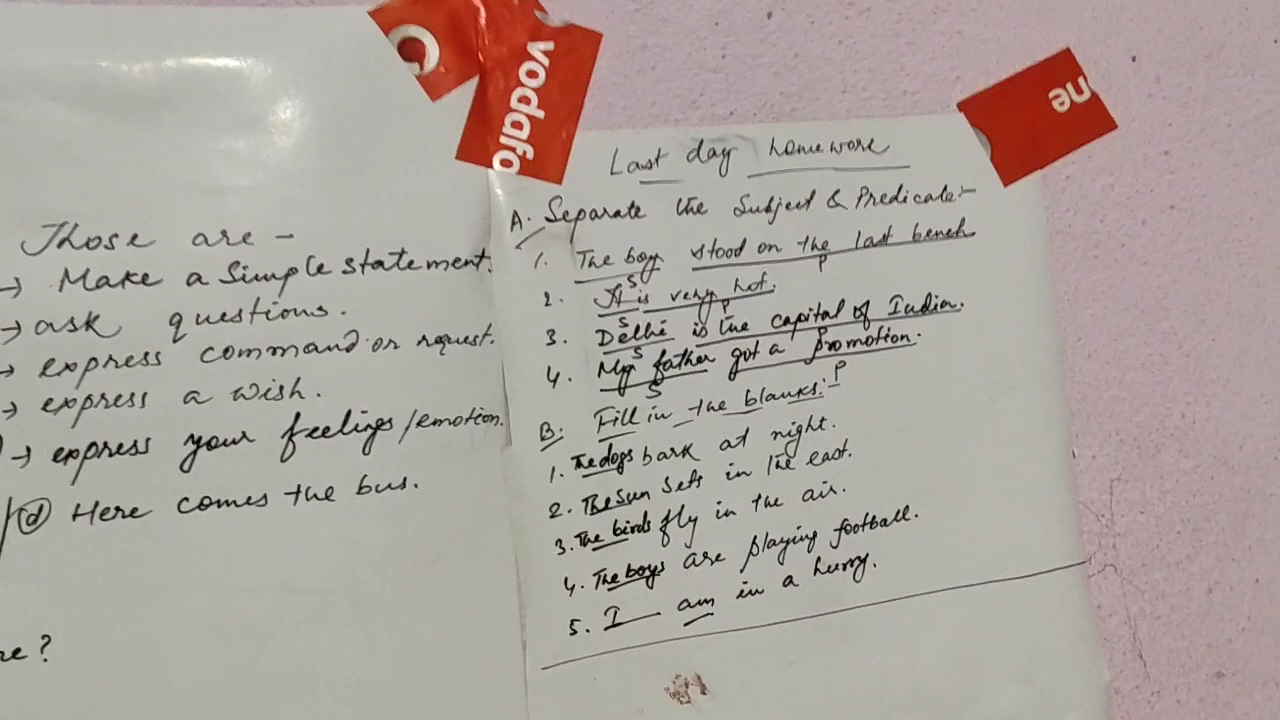 vodafo
ne
Those are -
→ Make a Simple statement.
→ ask questions.
→ express command or request.
→ express a wish.
→ express your feelings/emotion.
(d) Here comes the bus.
re?
Last day homework
A. Separate the Subject & Predicate:-
1. The boy stood on the last bench
S P
2. It is very hot.
S P
3. Delhi is the capital of India.
S
4. My father got a promotion.
S P
B. Fill in the blanks:-
1. The dogs bark at night.
2. The Sun Sets in the east.
3. The birds fly in the air.
4. The boys are playing football.
5. I am in a hurry.